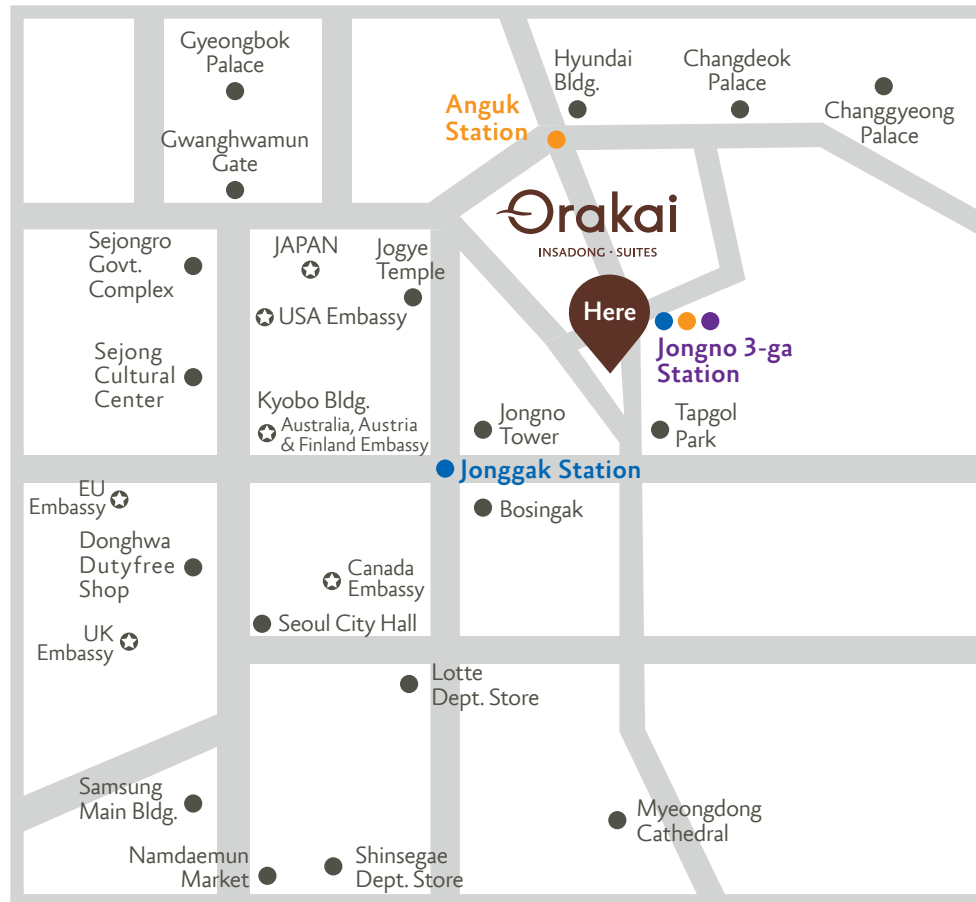 Gyeongbok
Palace
Hyundai
Bldg.
Changdeok
Palace
Changgyeong
Palace
Anguk
Station
Gwanghwamun
Gate
Orakai
INSADONG · SUITES
Sejongro
Govt.
Complex
JAPAN
Jogye
Temple
USA Embassy
Here
Jongno 3-ga
Station
Sejong
Cultural
Center
Kyobo Bldg.
Australia, Austria
& Finland Embassy
Jongno
Tower
Tapgol
Park
Jonggak Station
EU
Embassy
Bosingak
Donghwa
Dutyfree
Shop
Canada
Embassy
Seoul City Hall
UK
Embassy
Lotte
Dept. Store
Samsung
Main Bldg.
Myeongdong
Cathedral
Namdaemun
Market
Shinsegae
Dept. Store